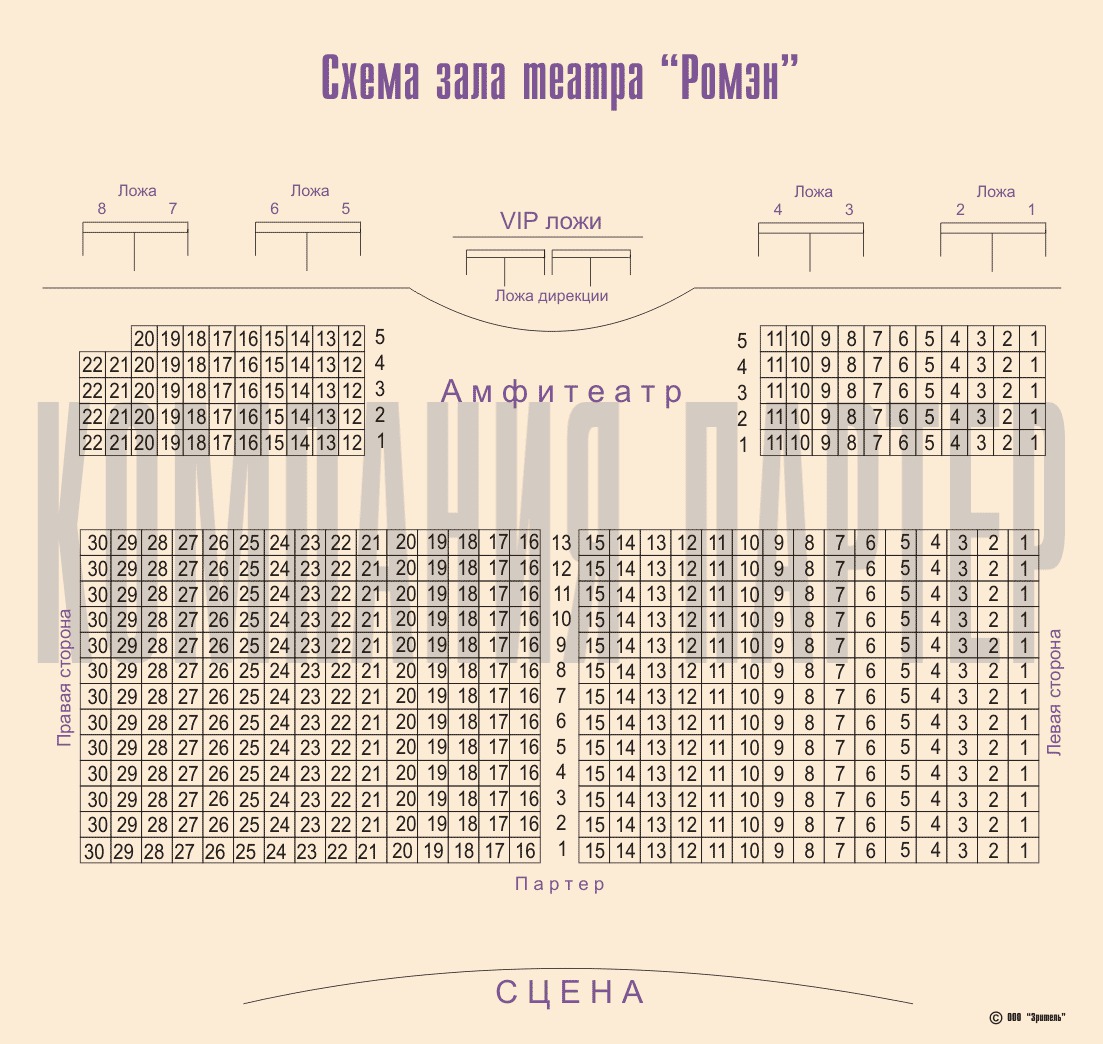 Схема зала театра “Ромэн”
Ложа Ложа Ложа Ложа
8 7 6 5 4 3 2 1
VIP ложи
Ложа дирекции
20 19 18 17 16 15 14 13 12 5 5 11 10 9 8 7 6 5 4 3 2 1
22 21 20 19 18 17 16 15 14 13 12 4 4 11 10 9 8 7 6 5 4 3 2 1
22 21 20 19 18 17 16 15 14 13 12 3 3 11 10 9 8 7 6 5 4 3 2 1
Амфитеатр
22 21 20 19 18 17 16 15 14 13 12 2 2 11 10 9 8 7 6 5 4 3 2 1
22 21 20 19 18 17 16 15 14 13 12 1 1 11 10 9 8 7 6 5 4 3 2 1
КОМПАНИЯ ПАРТЕР
30 29 28 27 26 25 24 23 22 21 20 19 18 17 16 13 15 14 13 12 11 10 9 8 7 6 5 4 3 2 1
30 29 28 27 26 25 24 23 22 21 20 19 18 17 16 12 15 14 13 12 11 10 9 8 7 6 5 4 3 2 1
30 29 28 27 26 25 24 23 22 21 20 19 18 17 16 11 15 14 13 12 11 10 9 8 7 6 5 4 3 2 1
30 29 28 27 26 25 24 23 22 21 20 19 18 17 16 10 15 14 13 12 11 10 9 8 7 6 5 4 3 2 1
30 29 28 27 26 25 24 23 22 21 20 19 18 17 16 9 15 14 13 12 11 10 9 8 7 6 5 4 3 2 1
30 29 28 27 26 25 24 23 22 21 20 19 18 17 16 8 15 14 13 12 11 10 9 8 7 6 5 4 3 2 1
30 29 28 27 26 25 24 23 22 21 20 19 18 17 16 7 15 14 13 12 11 10 9 8 7 6 5 4 3 2 1
30 29 28 27 26 25 24 23 22 21 20 19 18 17 16 6 15 14 13 12 11 10 9 8 7 6 5 4 3 2 1
30 29 28 27 26 25 24 23 22 21 20 19 18 17 16 5 15 14 13 12 11 10 9 8 7 6 5 4 3 2 1
30 29 28 27 26 25 24 23 22 21 20 19 18 17 16 4 15 14 13 12 11 10 9 8 7 6 5 4 3 2 1
30 29 28 27 26 25 24 23 22 21 20 19 18 17 16 3 15 14 13 12 11 10 9 8 7 6 5 4 3 2 1
30 29 28 27 26 25 24 23 22 21 20 19 18 17 16 2 15 14 13 12 11 10 9 8 7 6 5 4 3 2 1
30 29 28 27 26 25 24 23 22 21 20 19 18 17 16 1 15 14 13 12 11 10 9 8 7 6 5 4 3 2 1
Правая сторона
Левая сторона
Партер
СЦЕНА
© ООО "Зритель"